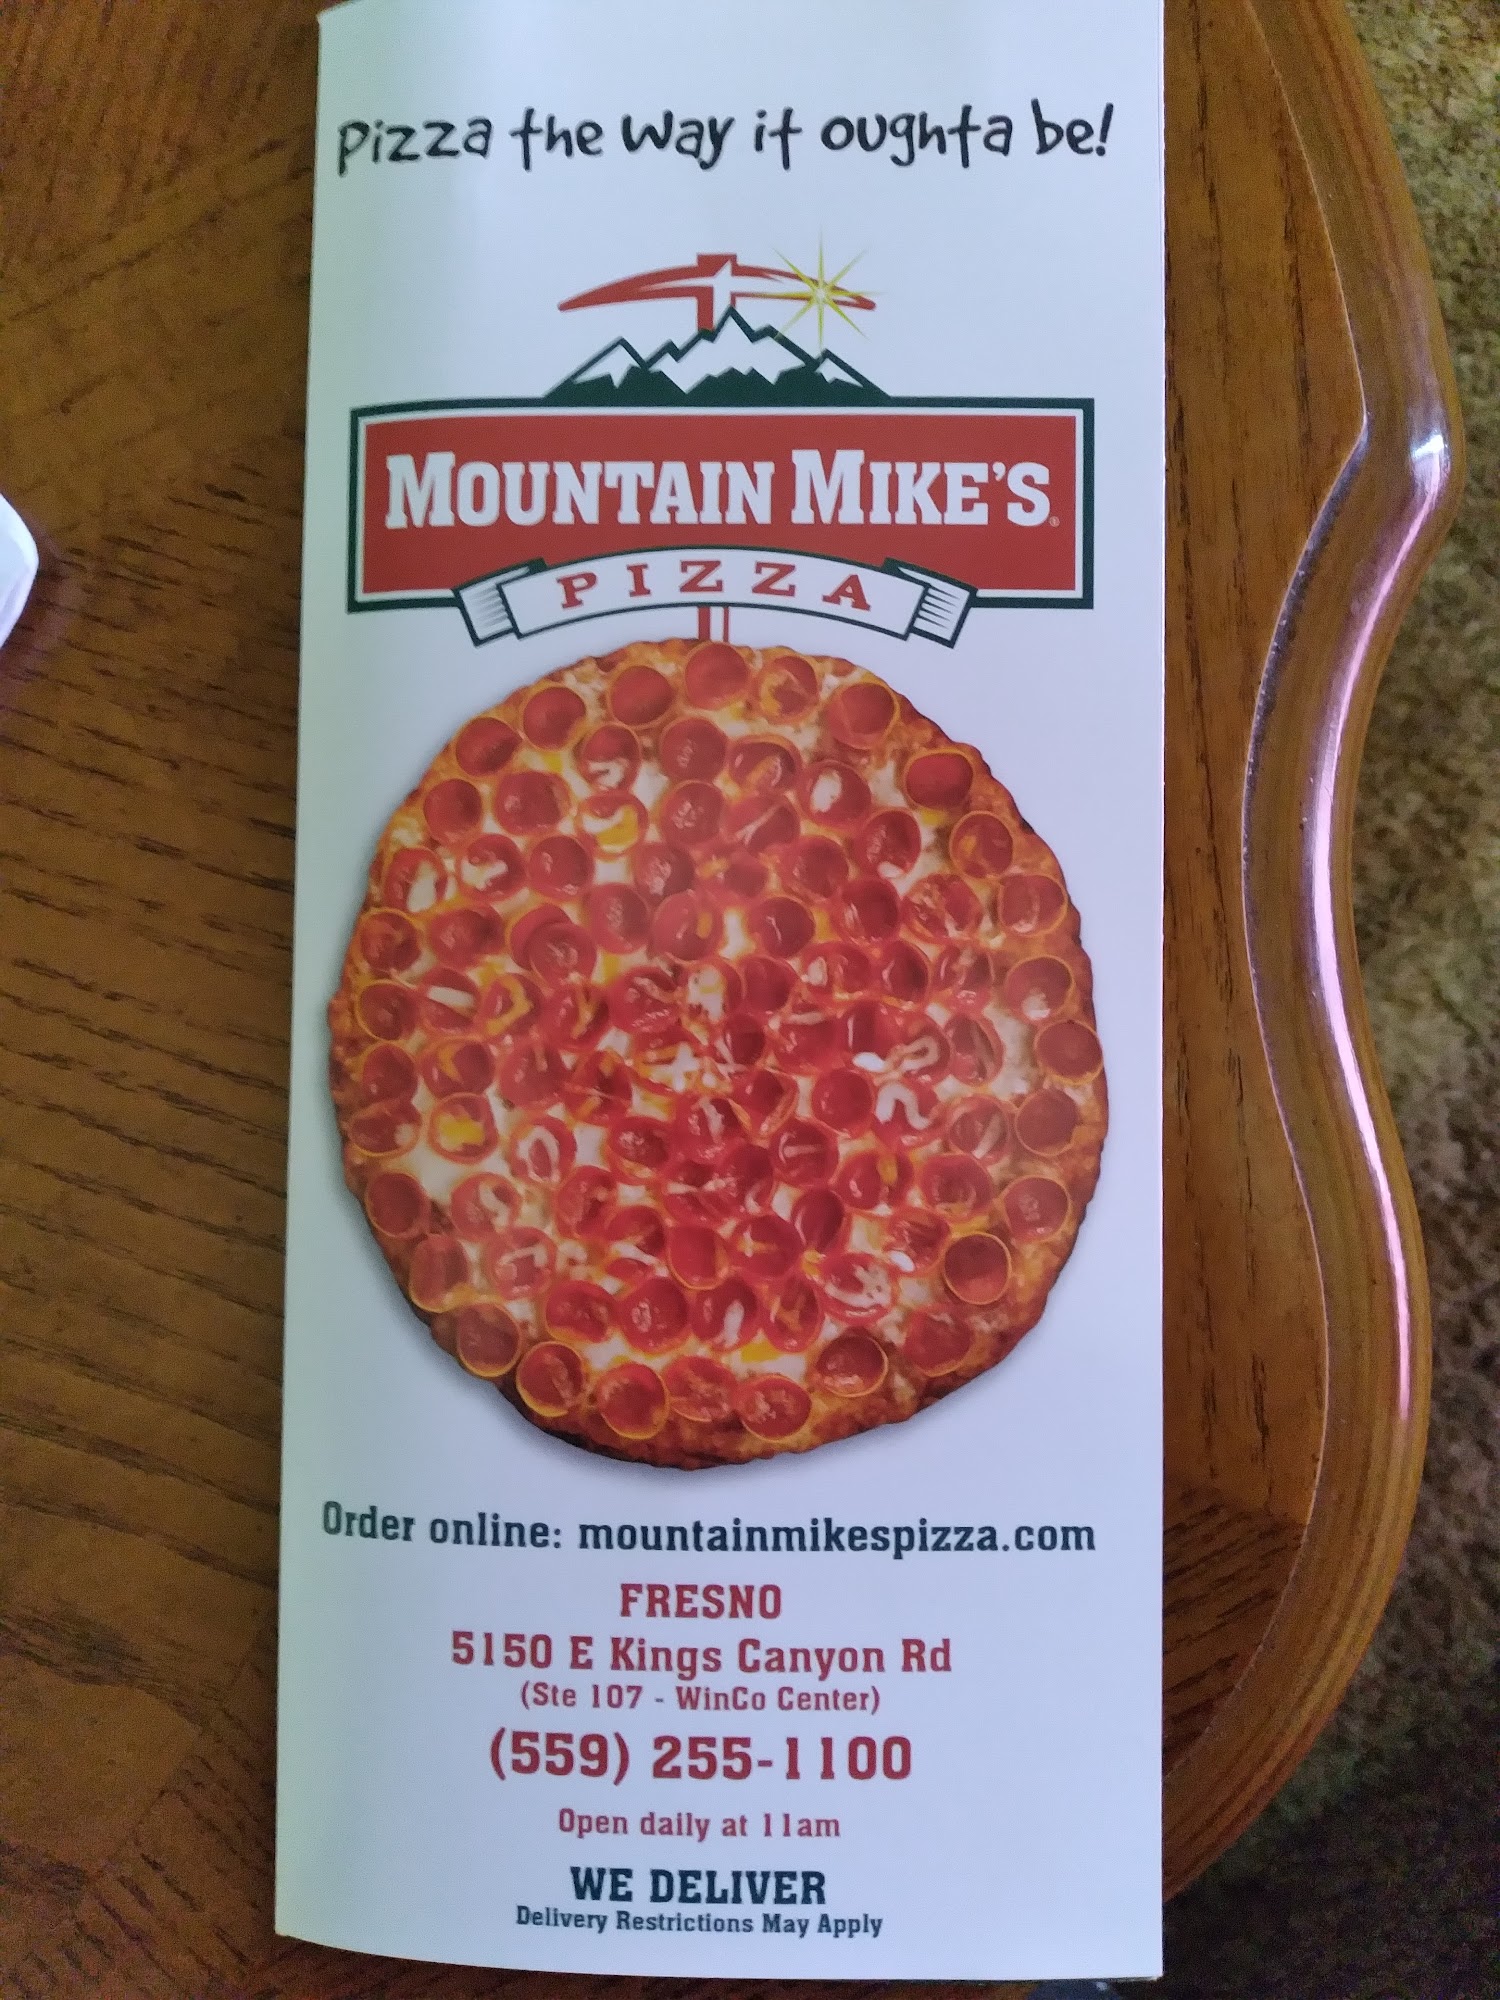 Pizza the way it oughta be!
MOUNTAIN MIKE'S®
PIZZA
Order online: mountainmikespizza.com
FRESNO
5150 E Kings Canyon Rd
(Ste 107 - WinCo Center)
(559) 255-1100
Open daily at 11am
WE DELIVER
Delivery Restrictions May Apply